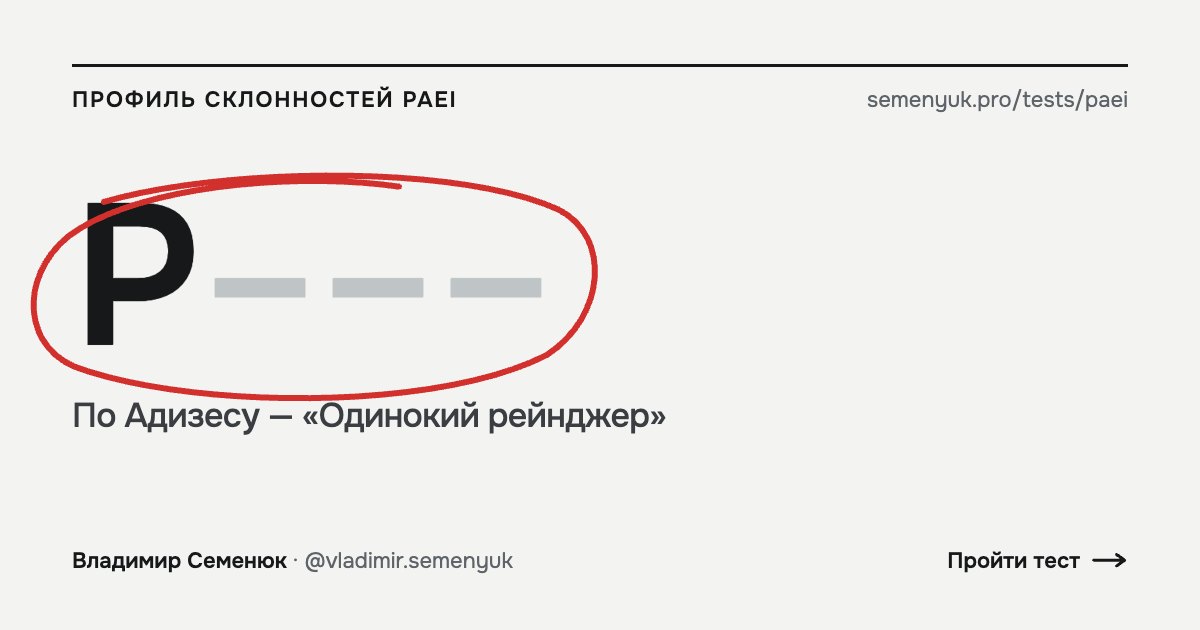 ПРОФИЛЬ СКЛОННОСТЕЙ PAEI
semenyuk.pro/tests/paei
P — — —
По Адизесу — «Одинокий рейнджер»
Владимир Семенюк · @vladimir.semenyuk
Пройти тест →